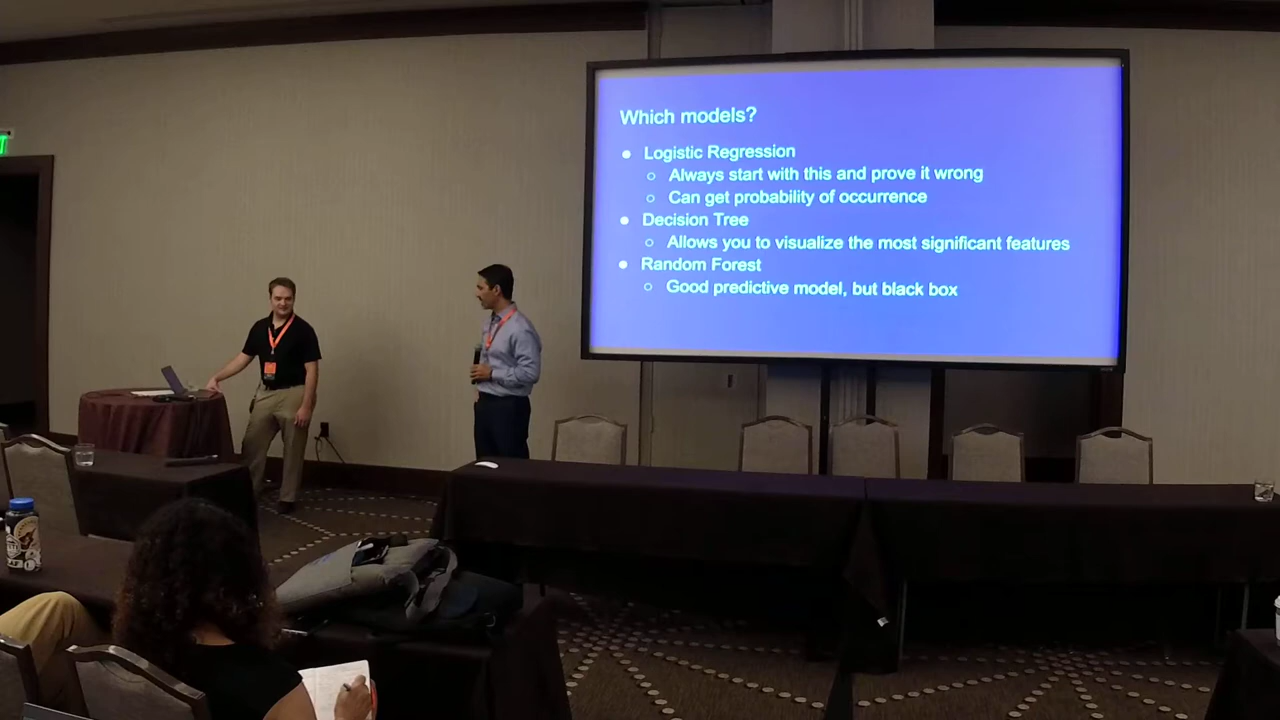 Which models?
● Logistic Regression
○ Always start with this and prove it wrong
○ Can get probability of occurrence
● Decision Tree
○ Allows you to visualize the most significant features
● Random Forest
○ Good predictive model, but black box